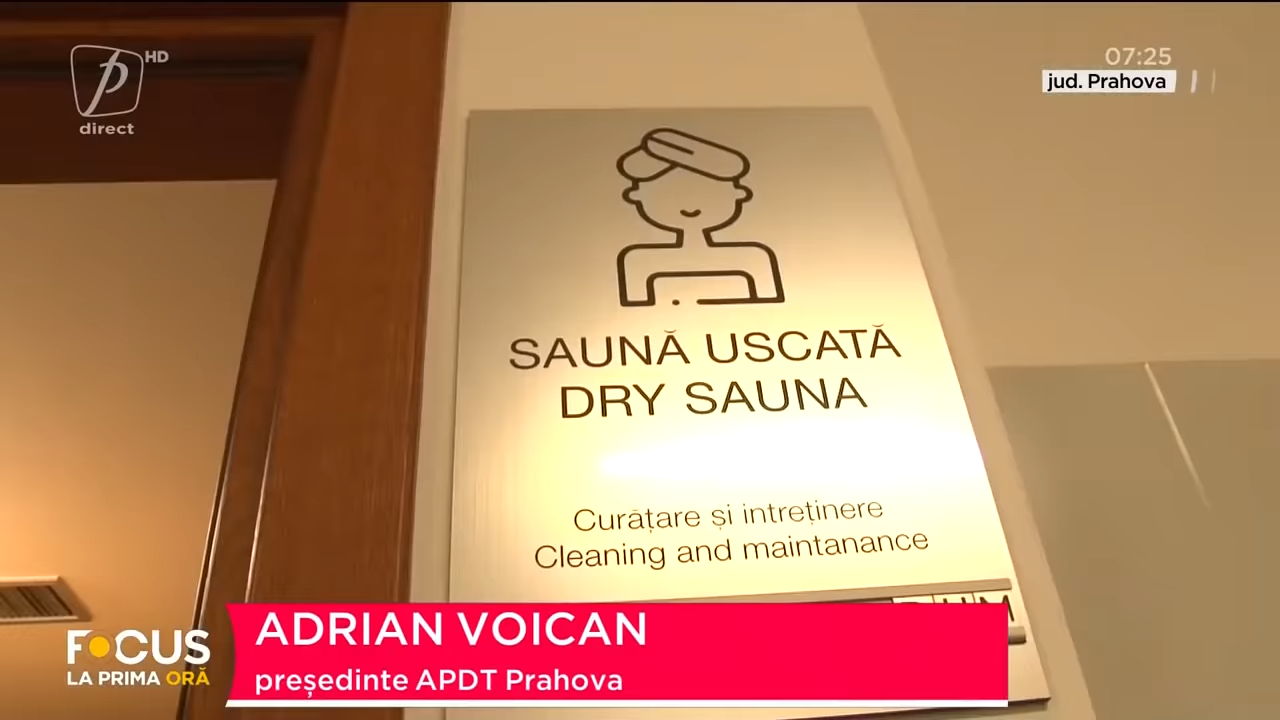 HD
direct
07:25
jud. Prahova
SAUNĂ USCATĂ
DRY SAUNA
Curățare și intreținere
Cleaning and maintanance
ADRIAN VOICAN
președinte APDT Prahova
FOCUS
LA PRIMA ORĂ